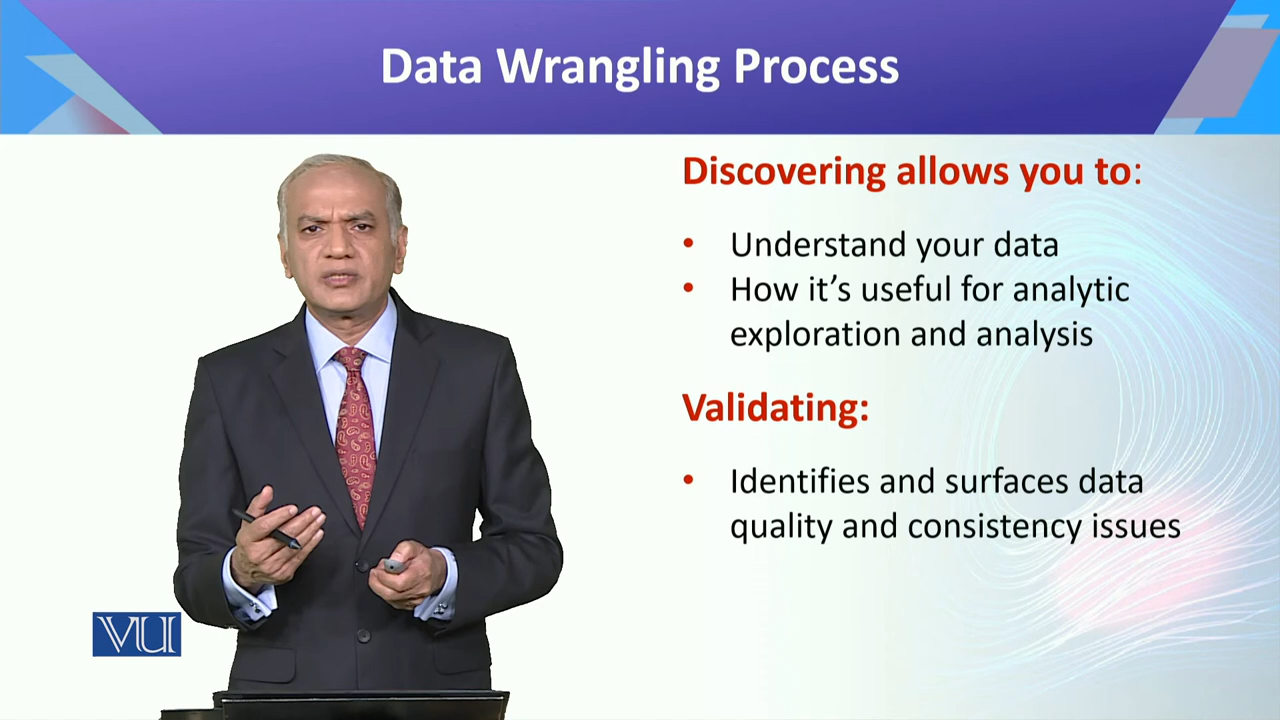 Data Wrangling Process
Discovering allows you to:
• Understand your data
• How it’s useful for analytic
exploration and analysis
Validating:
• Identifies and surfaces data
quality and consistency issues
VU